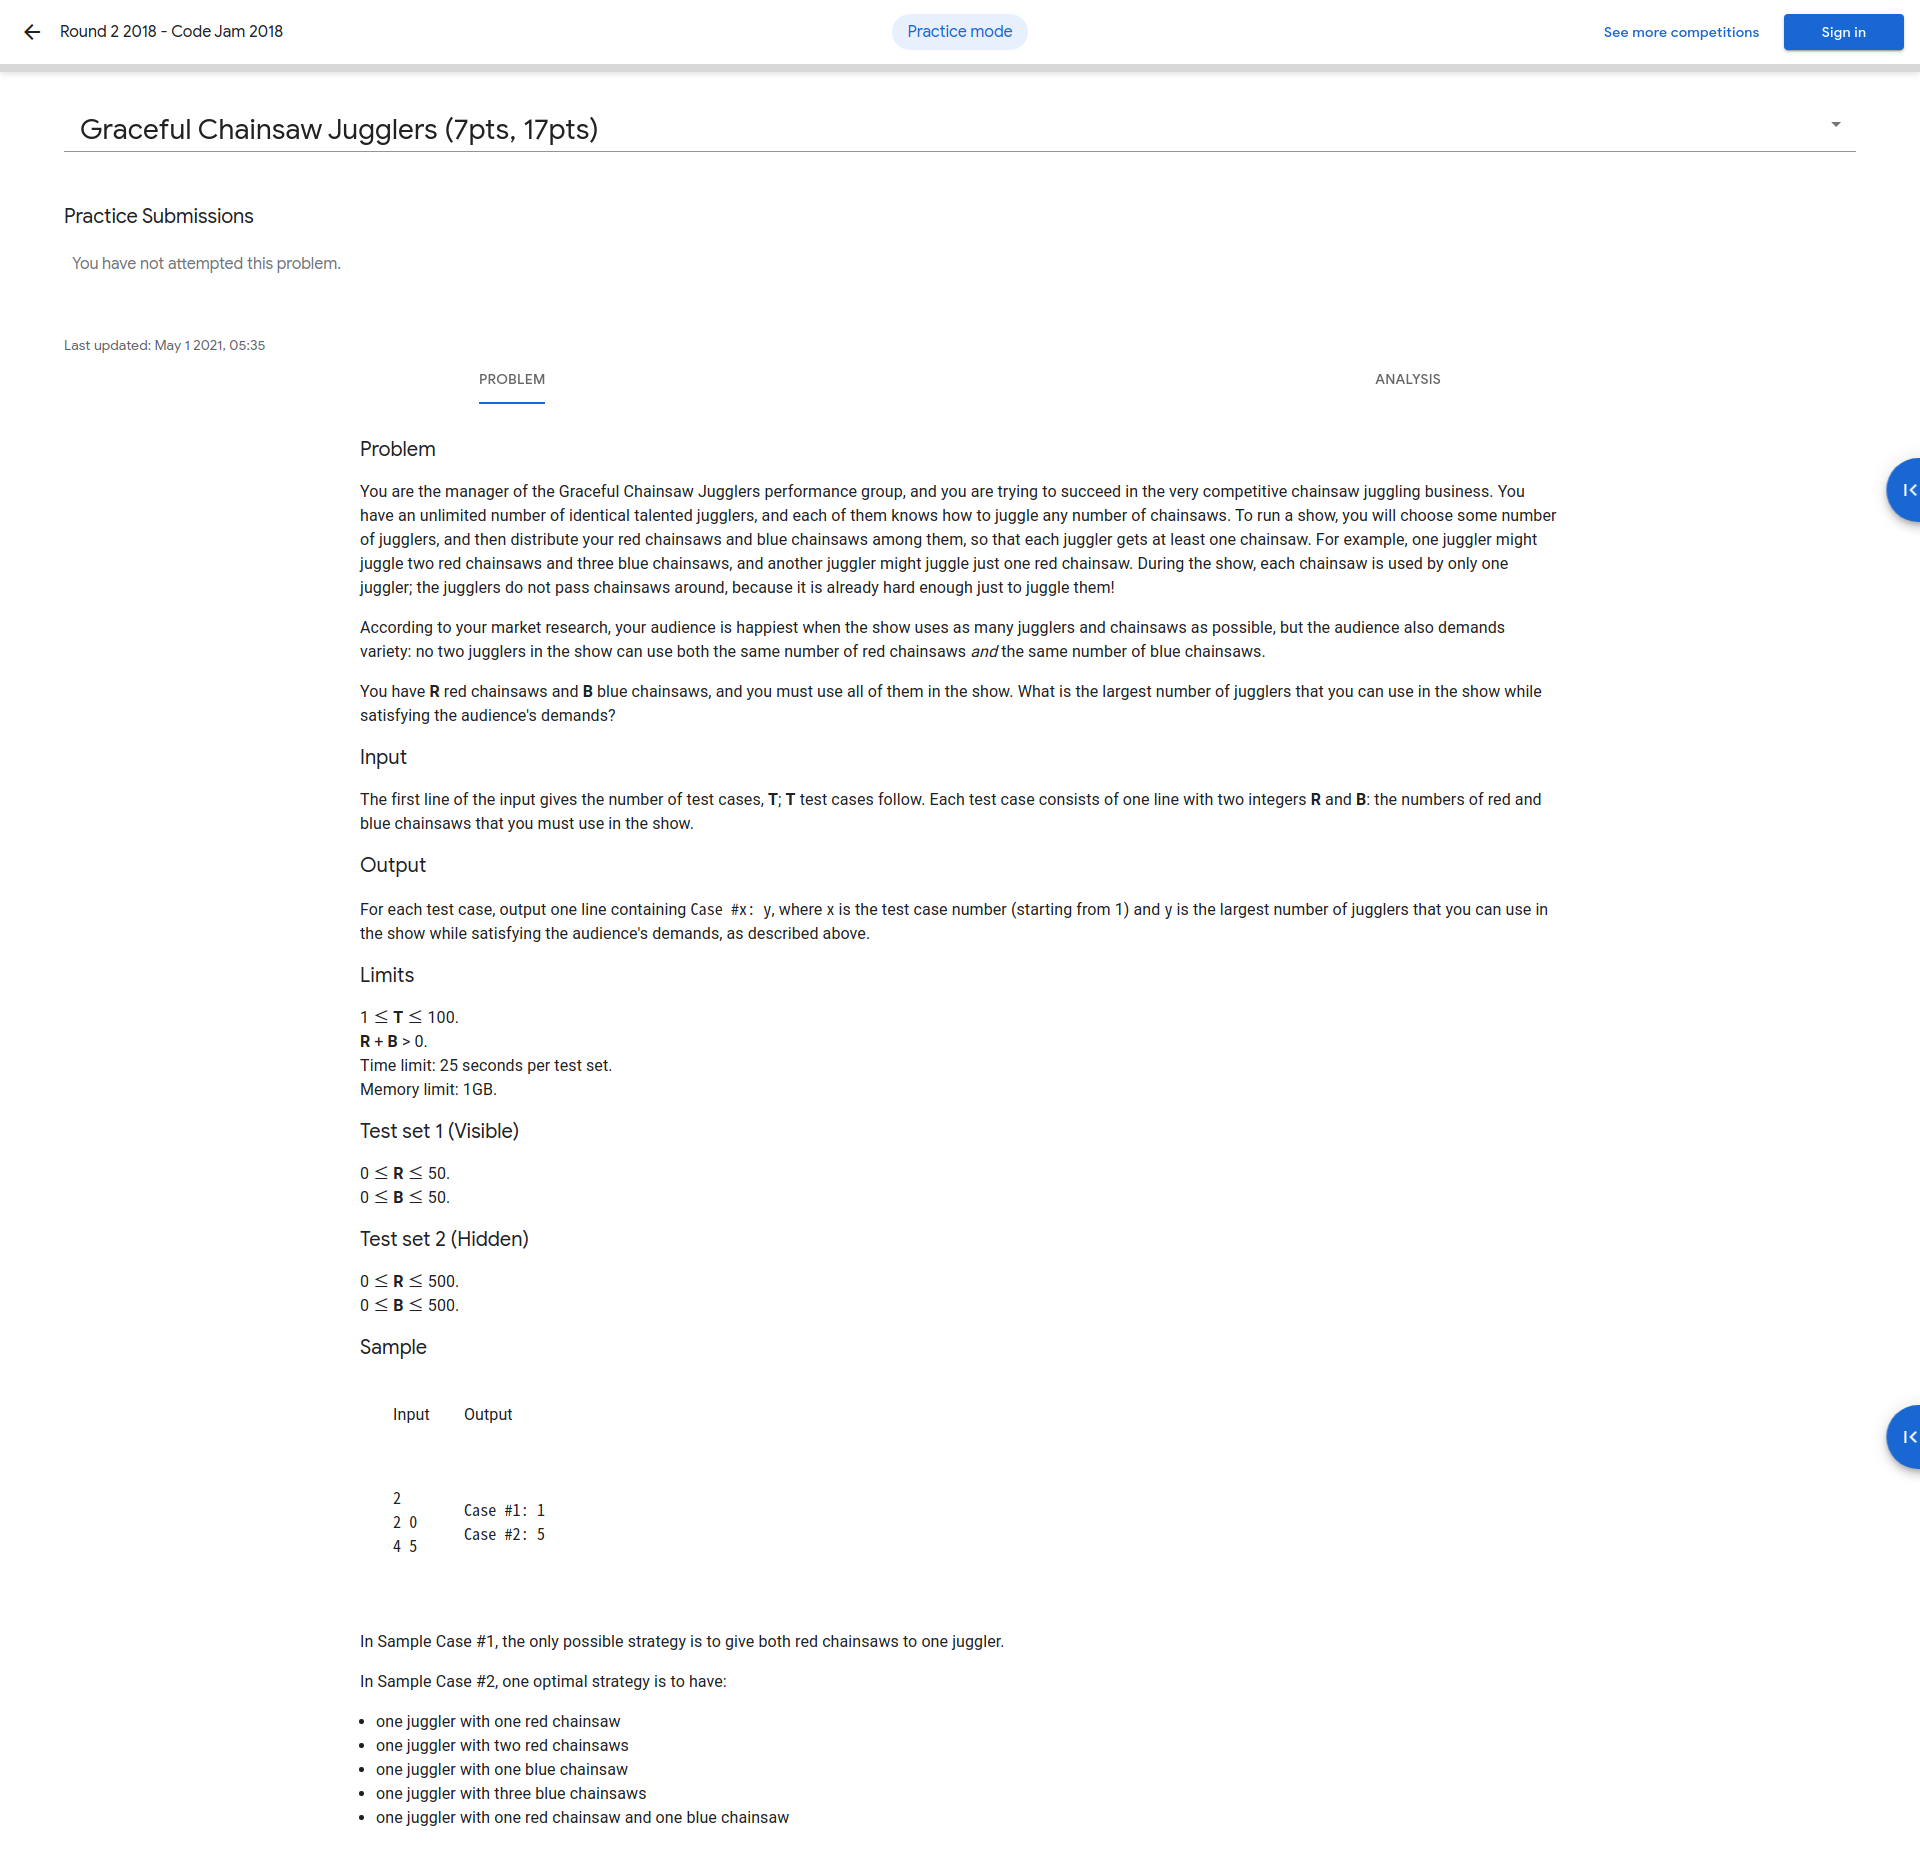 Round 2 2018 - Code Jam 2018
Practice mode
See more competitions
Sign in
Graceful Chainsaw Jugglers (7pts, 17pts)
Practice Submissions
You have not attempted this problem.
Last updated: May 1 2021, 05:35
PROBLEM
ANALYSIS
Problem
You are the manager of the Graceful Chainsaw Jugglers performance group, and you are trying to succeed in the very competitive chainsaw juggling business. You
have an unlimited number of identical talented jugglers, and each of them knows how to juggle any number of chainsaws. To run a show, you will choose some number
of jugglers, and then distribute your red chainsaws and blue chainsaws among them, so that each juggler gets at least one chainsaw. For example, one juggler might
juggle two red chainsaws and three blue chainsaws, and another juggler might juggle just one red chainsaw. During the show, each chainsaw is used by only one
juggler; the jugglers do not pass chainsaws around, because it is already hard enough just to juggle them!
According to your market research, your audience is happiest when the show uses as many jugglers and chainsaws as possible, but the audience also demands
variety: no two jugglers in the show can use both the same number of red chainsaws and the same number of blue chainsaws.
You have R red chainsaws and B blue chainsaws, and you must use all of them in the show. What is the largest number of jugglers that you can use in the show while
satisfying the audience's demands?
Input
The first line of the input gives the number of test cases, T; T test cases follow. Each test case consists of one line with two integers R and B: the numbers of red and
blue chainsaws that you must use in the show.
Output
For each test case, output one line containing Case #x: y, where x is the test case number (starting from 1) and y is the largest number of jugglers that you can use in
the show while satisfying the audience's demands, as described above.
Limits
1 ≤ T ≤ 100.
R + B > 0.
Time limit: 25 seconds per test set.
Memory limit: 1GB.
Test set 1 (Visible)
0 ≤ R ≤ 50.
0 ≤ B ≤ 50.
Test set 2 (Hidden)
0 ≤ R ≤ 500.
0 ≤ B ≤ 500.
Sample
Input Output
2
2 0
4 5
Case #1: 1
Case #2: 5
In Sample Case #1, the only possible strategy is to give both red chainsaws to one juggler.
In Sample Case #2, one optimal strategy is to have:
• one juggler with one red chainsaw
• one juggler with two red chainsaws
• one juggler with one blue chainsaw
• one juggler with three blue chainsaws
• one juggler with one red chainsaw and one blue chainsaw